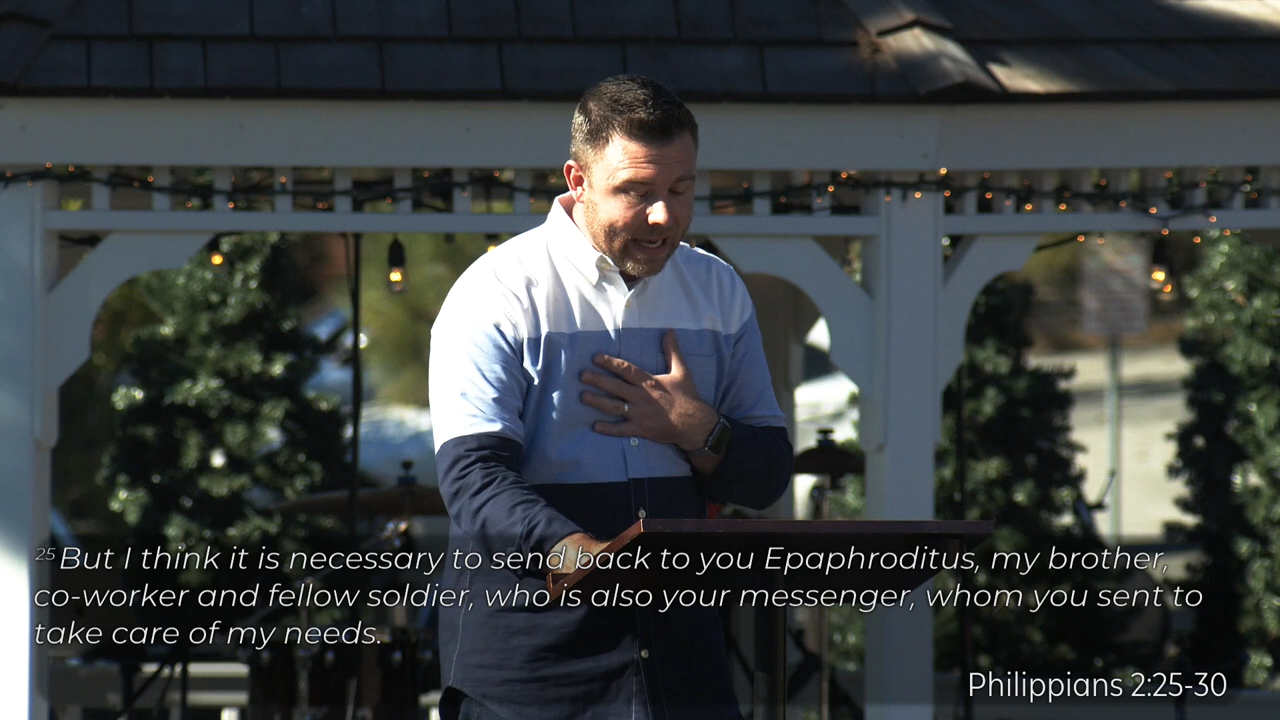 25 But I think it is necessary to send back to you Epaphroditus, my brother,
co-worker and fellow soldier, who is also your messenger, whom you sent to
take care of my needs.
Philippians 2:25-30